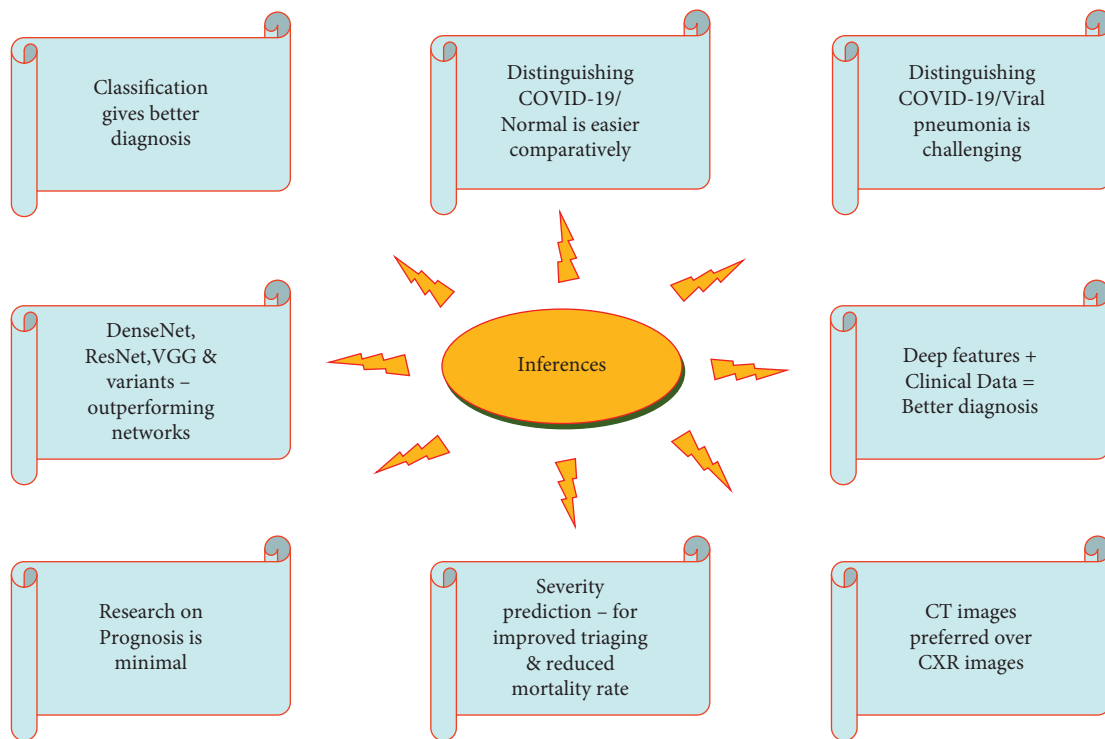 Classification
gives better
diagnosis
Distinguishing
COVID-19/
Normal is easier
comparatively
Distinguishing
COVID-19/Viral
pneumonia is
challenging
DenseNet,
ResNet,VGG &
variants –
outperforming
networks
Inferences
Deep features +
Clinical Data =
Better diagnosis
Research on
Prognosis is
minimal
Severity
prediction – for
improved triaging
& reduced
mortality rate
CT images
preferred over
CXR images